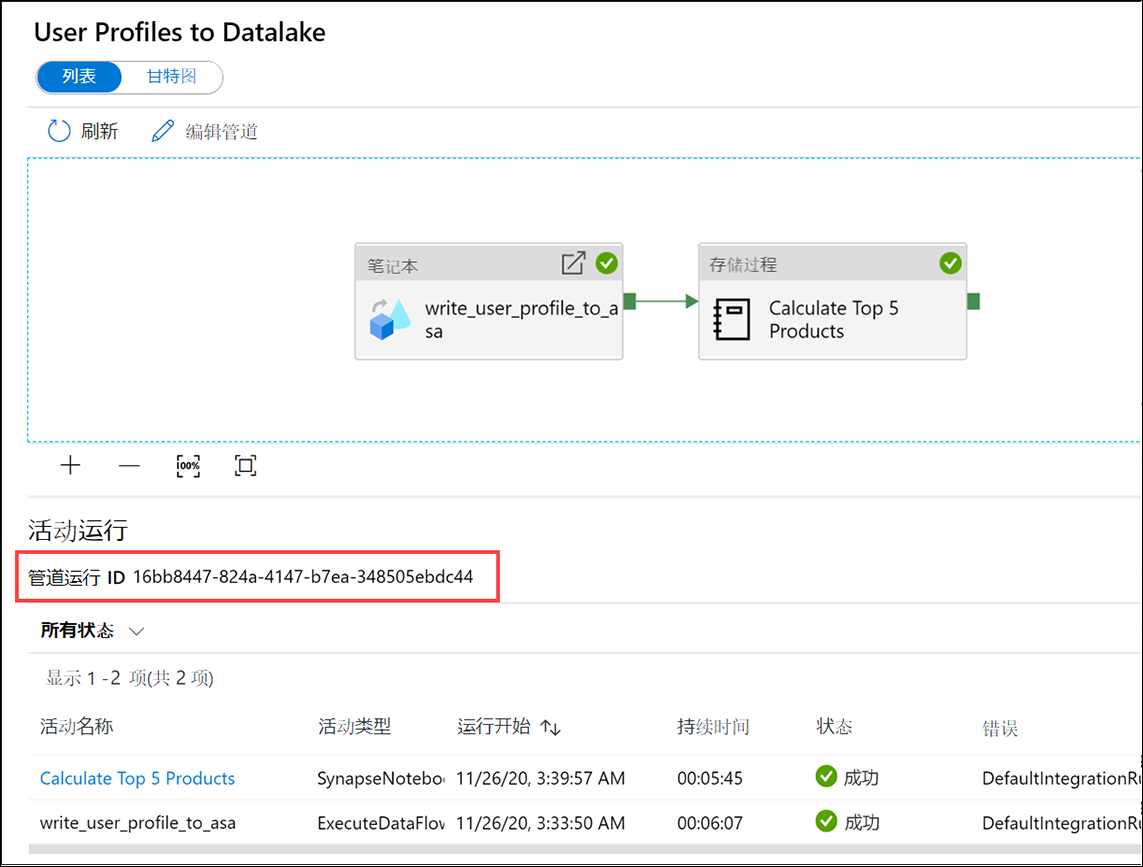 User Profiles to Datalake
列表 甘特图
刷新 编辑管道
笔记本
write_user_profile_to_a
sa
存储过程
Calculate Top 5
Products
100%
活动运行
管道运行 ID 16bb8447-824a-4147-b7ea-348505ebdc44
所有状态
显示 1 -2 项(共 2 项)
活动名称 活动类型 运行开始 持续时间 状态 错误
Calculate Top 5 Products SynapseNotebo 11/26/20, 3:39:57 AM 00:05:45 成功 DefaultIntegrationRu
write_user_profile_to_asa ExecuteDataFlow 11/26/20, 3:33:50 AM 00:06:07 成功 DefaultIntegrationRu